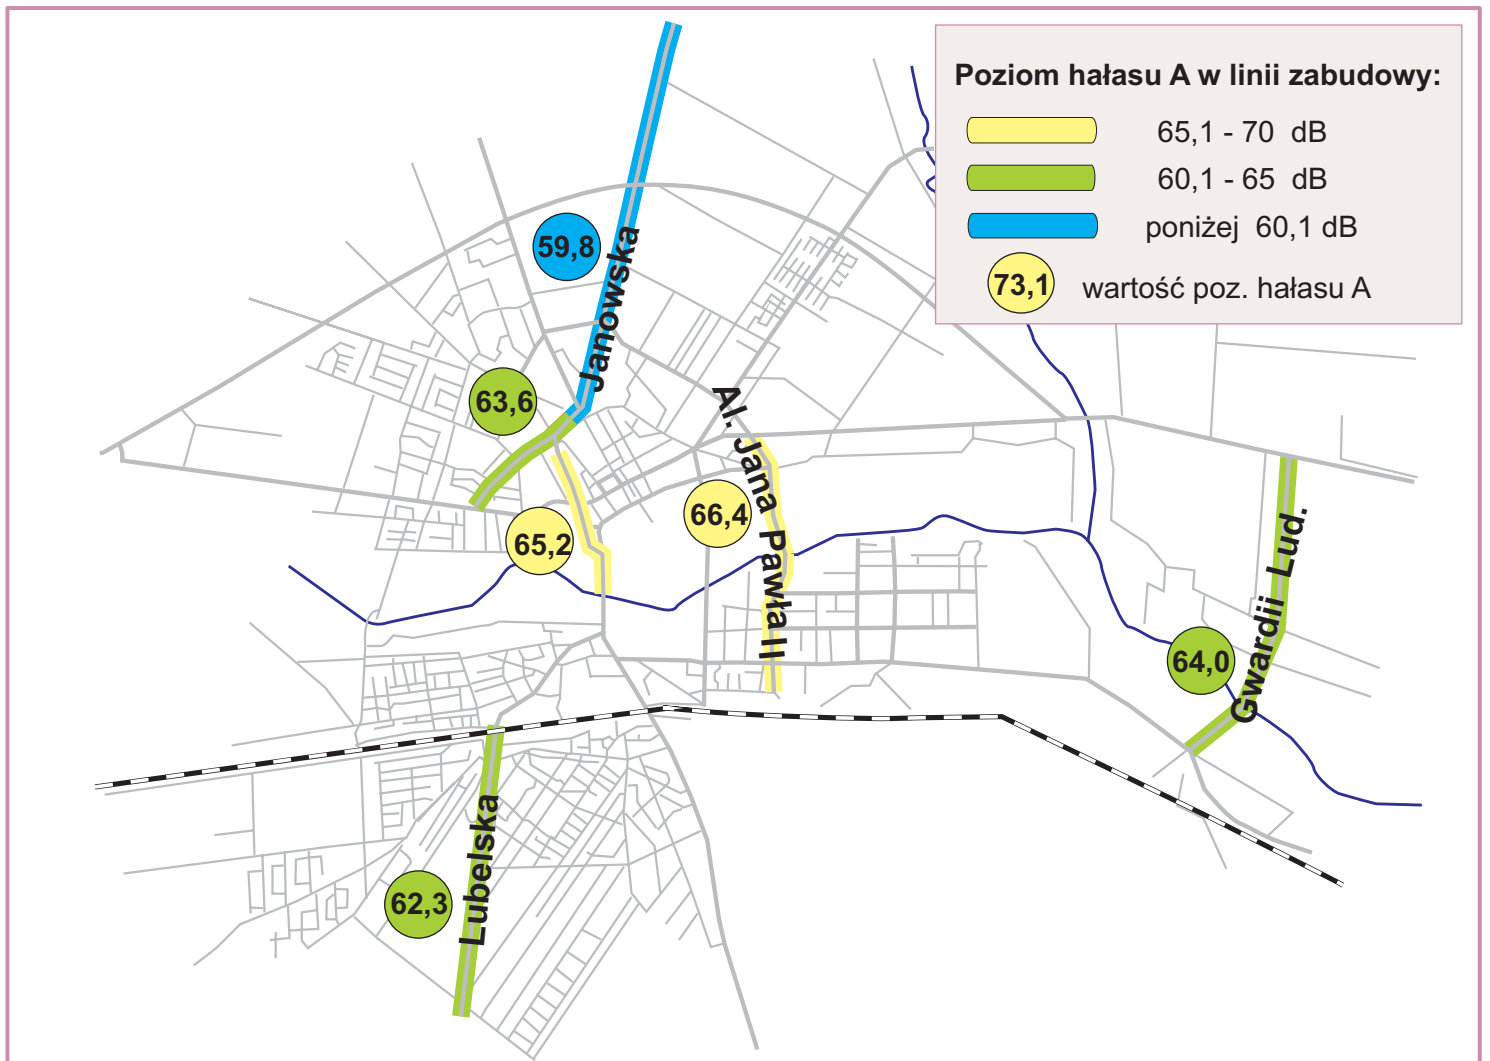 Poziom hałasu A w linii zabudowy:
65,1 - 70 dB
60,1 - 65 dB
poniżej 60,1 dB
73,1 wartość poz. hałasu A
59,8
Janowska
63,6
Al. Jana Pawła II
66,4
65,2
Gwardii Lud.
64,0
Lubelska
62,3